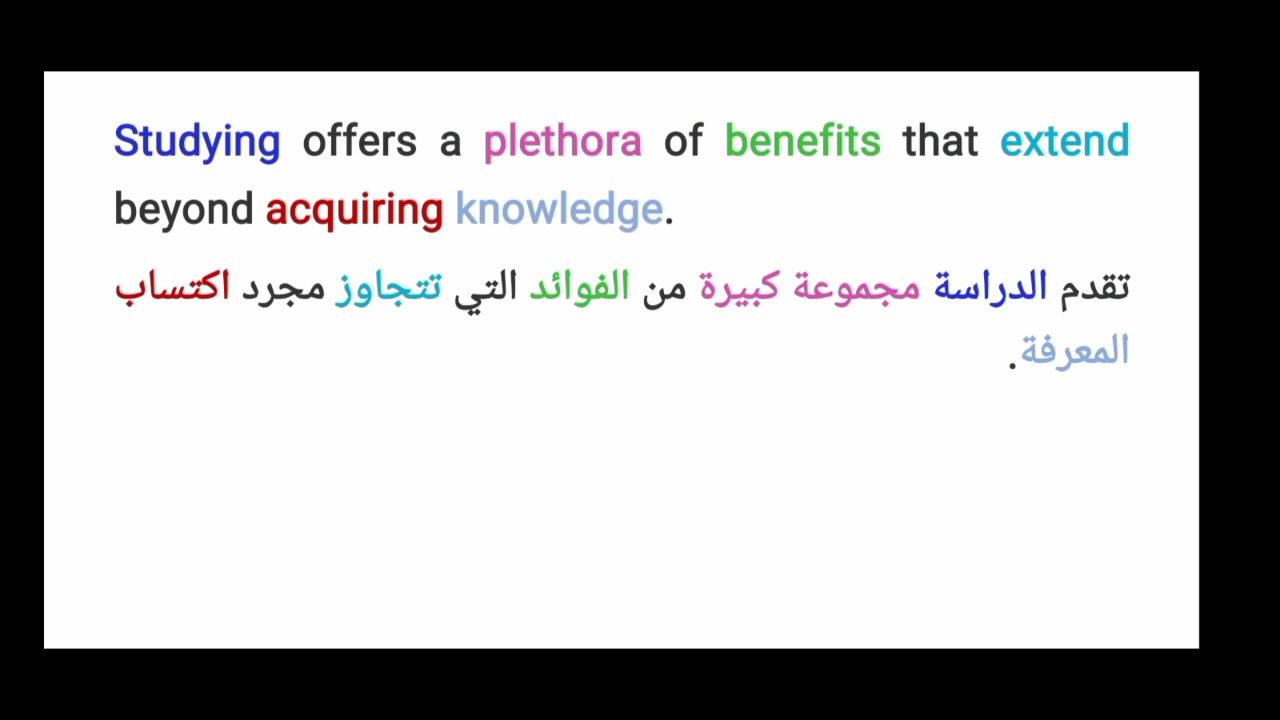 Studying offers a plethora of benefits that extend
beyond acquiring knowledge.
تقدم الدراسة مجموعة كبيرة من الفوائد التي تتجاوز مجرد اكتساب
المعرفة.